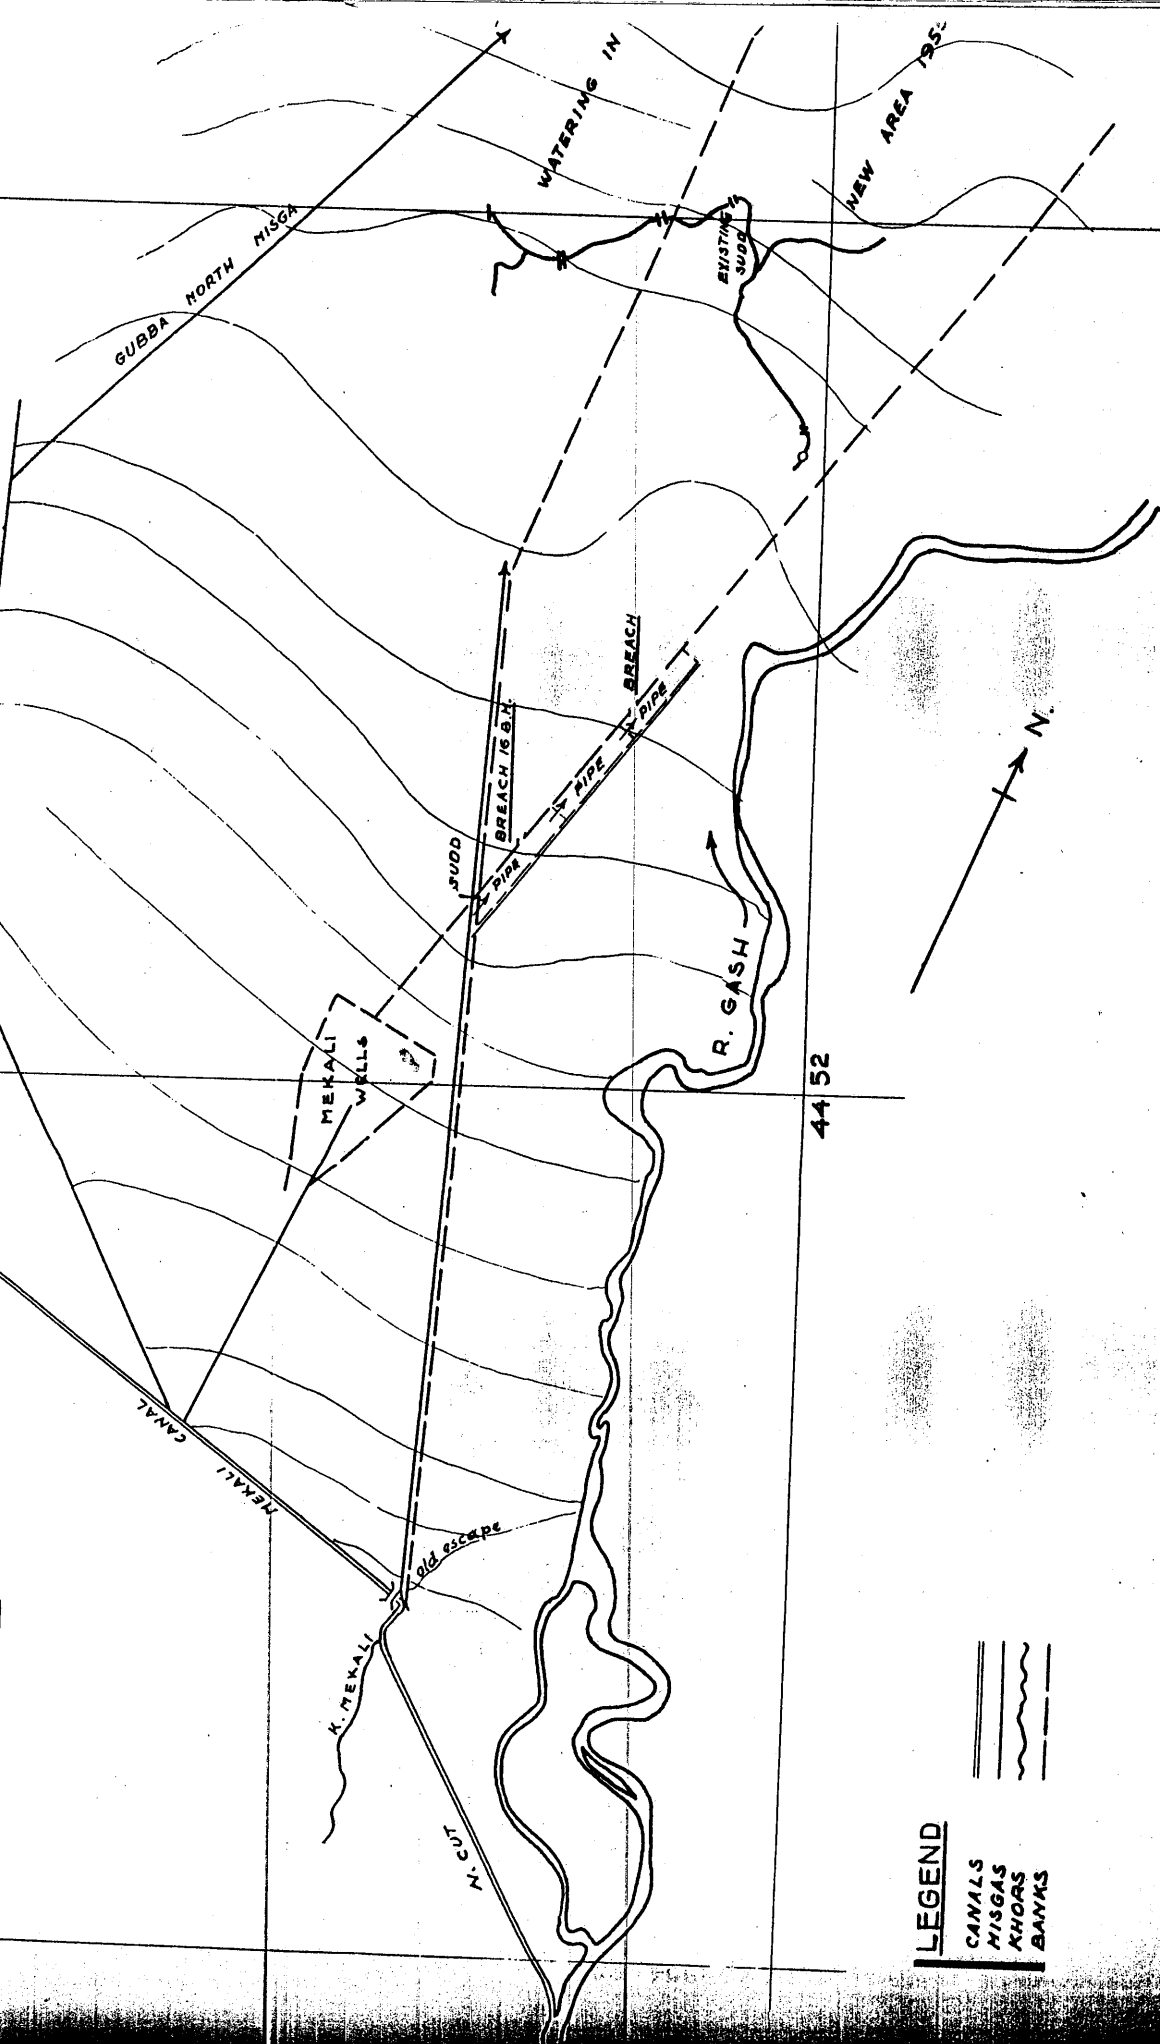 WATERING IN
NEW AREA 195
GUBBA NORTH MISGA
EXISTING
SUDD
BREACH
PIPE
PIPE
PIPE
BREACH 16 B.H.
SUDD
MEKALI
WELLS
R. GASH
N.
44 52
MEKALI CANAL
old escape
K. MEKALI
N. CUT
LEGEND
CANALS
MISGAS
KHORS
BANKS